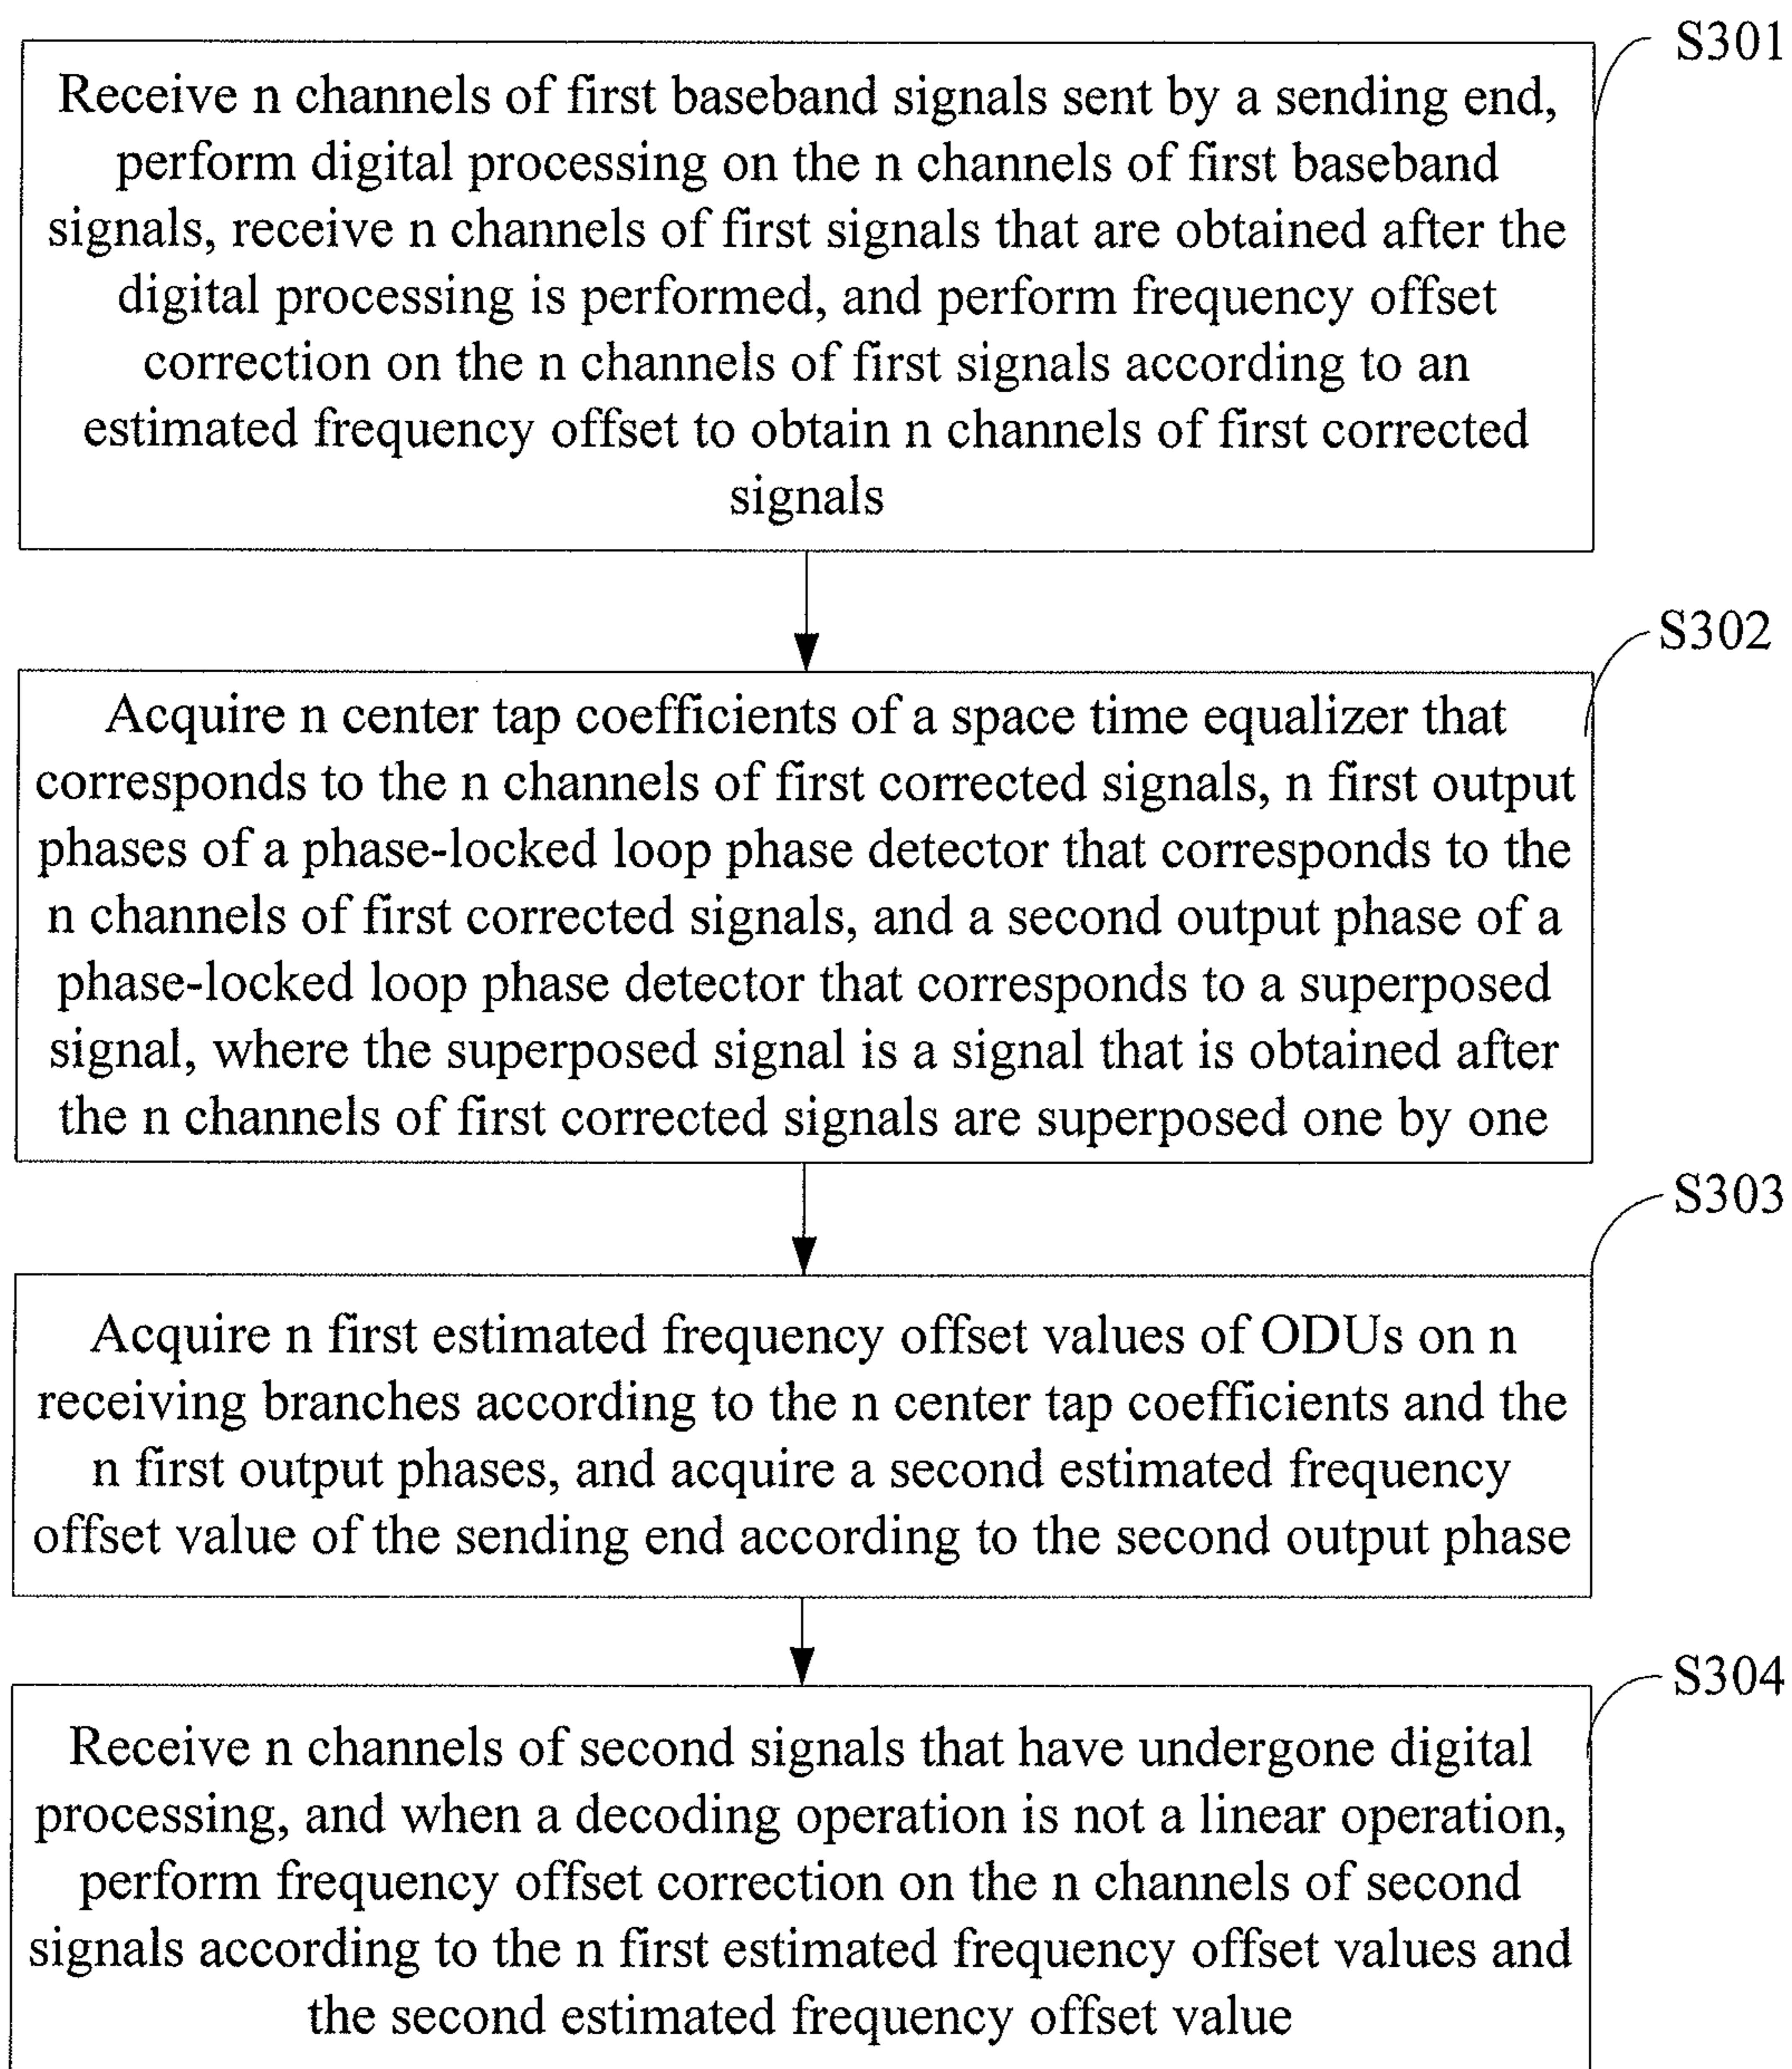 S301
Receive n channels of first baseband signals sent by a sending end,
perform digital processing on the n channels of first baseband
signals, receive n channels of first signals that are obtained after the
digital processing is performed, and perform frequency offset
correction on the n channels of first signals according to an
estimated frequency offset to obtain n channels of first corrected
signals
S302
Acquire n center tap coefficients of a space time equalizer that
corresponds to the n channels of first corrected signals, n first output
phases of a phase-locked loop phase detector that corresponds to the
n channels of first corrected signals, and a second output phase of a
phase-locked loop phase detector that corresponds to a superposed
signal, where the superposed signal is a signal that is obtained after
the n channels of first corrected signals are superposed one by one
S303
Acquire n first estimated frequency offset values of ODUs on n
receiving branches according to the n center tap coefficients and the
n first output phases, and acquire a second estimated frequency
offset value of the sending end according to the second output phase
S304
Receive n channels of second signals that have undergone digital
processing, and when a decoding operation is not a linear operation,
perform frequency offset correction on the n channels of second
signals according to the n first estimated frequency offset values and
the second estimated frequency offset value